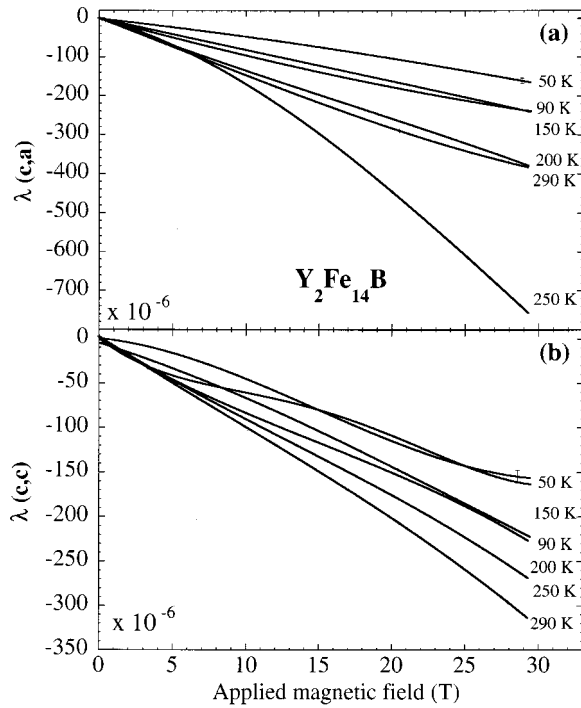 0
-100
-200
-300
-400
-500
-600
-700
λ (c,a)
(a)
50 K
90 K
150 K
200 K
290 K
250 K
Y₂Fe₁₄B
x 10⁻⁶
0
-50
-100
-150
-200
-250
-300
-350
λ (c,c)
(b)
50 K
150 K
90 K
200 K
250 K
290 K
x 10⁻⁶
0
5
10
15
20
25
30
Applied magnetic field (T)